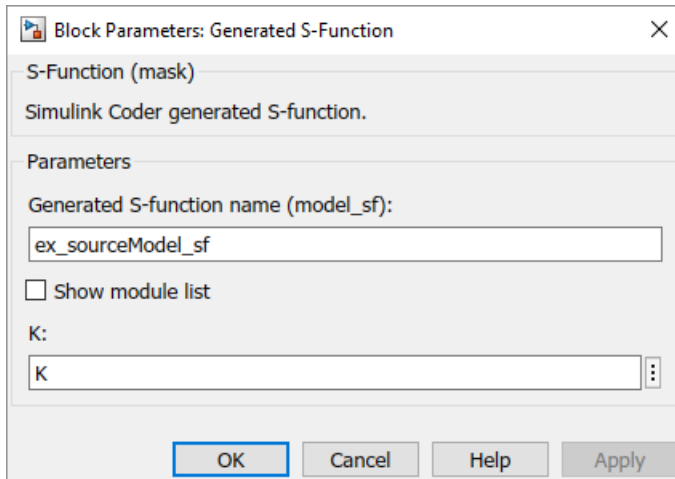 Block Parameters: Generated S-Function
S-Function (mask)
Simulink Coder generated S-function.
Parameters
Generated S-function name (model_sf):
ex_sourceModel_sf
Show module list
K:
K
OK Cancel Help Apply